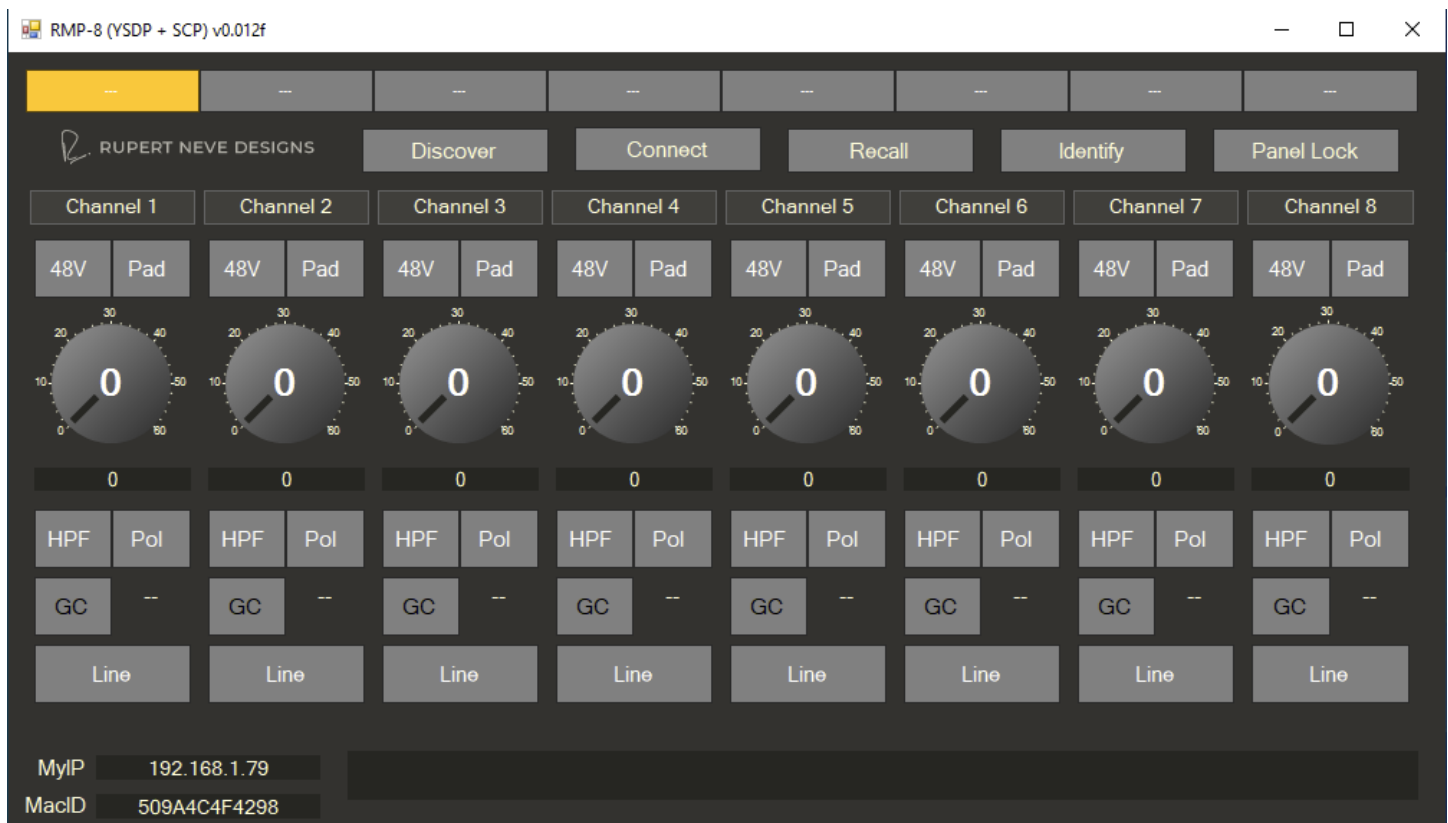 RMP-8 (YSDP + SCP) v0.012f
--- --- --- --- --- --- --- ---
R. RUPERT NEVE DESIGNS Discover Connect Recall Identify Panel Lock
Channel 1 Channel 2 Channel 3 Channel 4 Channel 5 Channel 6 Channel 7 Channel 8
48V Pad 48V Pad 48V Pad 48V Pad 48V Pad 48V Pad 48V Pad 48V Pad
30 30 30 30 30 30 30 30
20 40 20 40 20 40 20 40 20 40 20 40 20 40 20 40
10 0 50 10 0 50 10 0 50 10 0 50 10 0 50 10 0 50 10 0 50 10 0 50
0 60 0 60 0 60 0 60 0 60 0 60 0 60 0 60
0 0 0 0 0 0 0 0
HPF Pol HPF Pol HPF Pol HPF Pol HPF Pol HPF Pol HPF Pol HPF Pol
GC -- GC -- GC -- GC -- GC -- GC -- GC -- GC --
Line Line Line Line Line Line Line Line
MyIP 192.168.1.79
MacID 509A4C4F4298